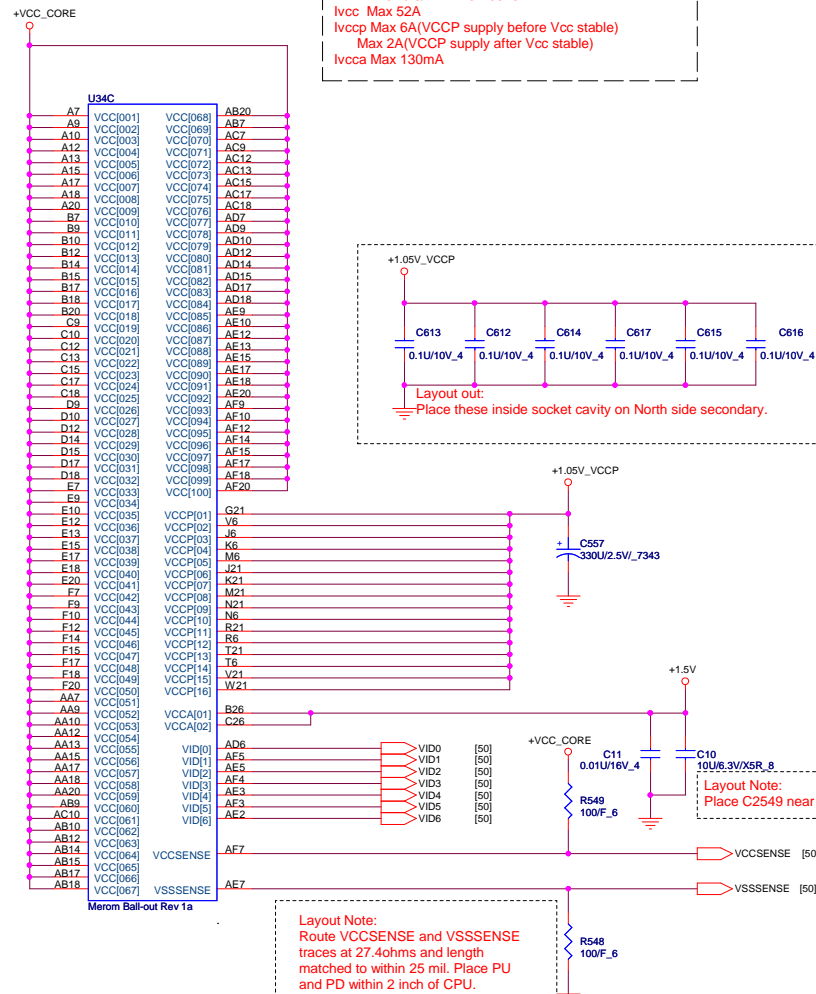 +VCC_CORE
Ivcc Max 52A
Ivccp Max 6A(VCCP supply before Vcc stable)
Max 2A(VCCP supply after Vcc stable)
Ivcca Max 130mA
U34C
A7 VCC[001] VCC[068] AB20
A9 VCC[002] VCC[069] AB7
A10 VCC[003] VCC[070] AC7
A12 VCC[004] VCC[071] AC9
A13 VCC[005] VCC[072] AC12
A15 VCC[006] VCC[073] AC13
A17 VCC[007] VCC[074] AC15
A18 VCC[008] VCC[075] AC17
A20 VCC[009] VCC[076] AC18
B7 VCC[010] VCC[077] AD7
B9 VCC[011] VCC[078] AD9
B10 VCC[012] VCC[079] AD10
B12 VCC[013] VCC[080] AD12
B14 VCC[014] VCC[081] AD14
B15 VCC[015] VCC[082] AD15
B17 VCC[016] VCC[083] AD17
B18 VCC[017] VCC[084] AD18
B20 VCC[018] VCC[085] AE9
C9 VCC[019] VCC[086] AE10
C10 VCC[020] VCC[087] AE12
C12 VCC[021] VCC[088] AE13
C13 VCC[022] VCC[089] AE15
C15 VCC[023] VCC[090] AE17
C17 VCC[024] VCC[091] AE18
C18 VCC[025] VCC[092] AE20
D9 VCC[026] VCC[093] AF9
D10 VCC[027] VCC[094] AF10
D12 VCC[028] VCC[095] AF12
D14 VCC[029] VCC[096] AF14
D15 VCC[030] VCC[097] AF15
D17 VCC[031] VCC[098] AF17
D18 VCC[032] VCC[099] AF18
E7 VCC[033] VCC[100] AF20
E9 VCC[034]
E10 VCC[035] VCCP[01] G21
E12 VCC[036] VCCP[02] V6
E13 VCC[037] VCCP[03] J6
E15 VCC[038] VCCP[04] K6
E17 VCC[039] VCCP[05] M6
E18 VCC[040] VCCP[06] J21
E20 VCC[041] VCCP[07] K21
F7 VCC[042] VCCP[08] M21
F9 VCC[043] VCCP[09] N21
F10 VCC[044] VCCP[10] N6
F12 VCC[045] VCCP[11] R21
F14 VCC[046] VCCP[12] R6
F15 VCC[047] VCCP[13] T21
F17 VCC[048] VCCP[14] T6
F18 VCC[049] VCCP[15] V21
F20 VCC[050] VCCP[16] W21
AA7 VCC[051]
AA9 VCC[052] VCCA[01] B26
AA10 VCC[053] VCCA[02] C26
AA12 VCC[054]
AA13 VCC[055] VID[0] AD6 VID0 [50]
AA15 VCC[056] VID[1] AF5 VID1 [50]
AA17 VCC[057] VID[2] AE5 VID2 [50]
AA18 VCC[058] VID[3] AF4 VID3 [50]
AA20 VCC[059] VID[4] AE3 VID4 [50]
AB9 VCC[060] VID[5] AF3 VID5 [50]
AC10 VCC[061] VID[6] AE2 VID6 [50]
AB10 VCC[062]
AB12 VCC[063]
AB14 VCC[064] VCCSENSE AF7 VCCSENSE [50
AB15 VCC[065]
AB17 VCC[066]
AB18 VCC[067] VSSSENSE AE7 VSSSENSE [50]
Merom Ball-out Rev 1a
+1.05V_VCCP
C613 C612 C614 C617 C615 C616
0.1U/10V_4 0.1U/10V_4 0.1U/10V_4 0.1U/10V_4 0.1U/10V_4 0.1U/10V_4
Layout out:
Place these inside socket cavity on North side secondary.
+1.05V_VCCP
+ C557
330U/2.5V/_7343
+1.5V
C11
0.01U/16V_4
C10
10U/6.3V/X5R_8
Layout Note:
Place C2549 near
+VCC_CORE
R549
100/F_6
R548
100/F_6
Layout Note:
Route VCCSENSE and VSSSENSE
traces at 27.4ohms and length
matched to within 25 mil. Place PU
and PD within 2 inch of CPU.